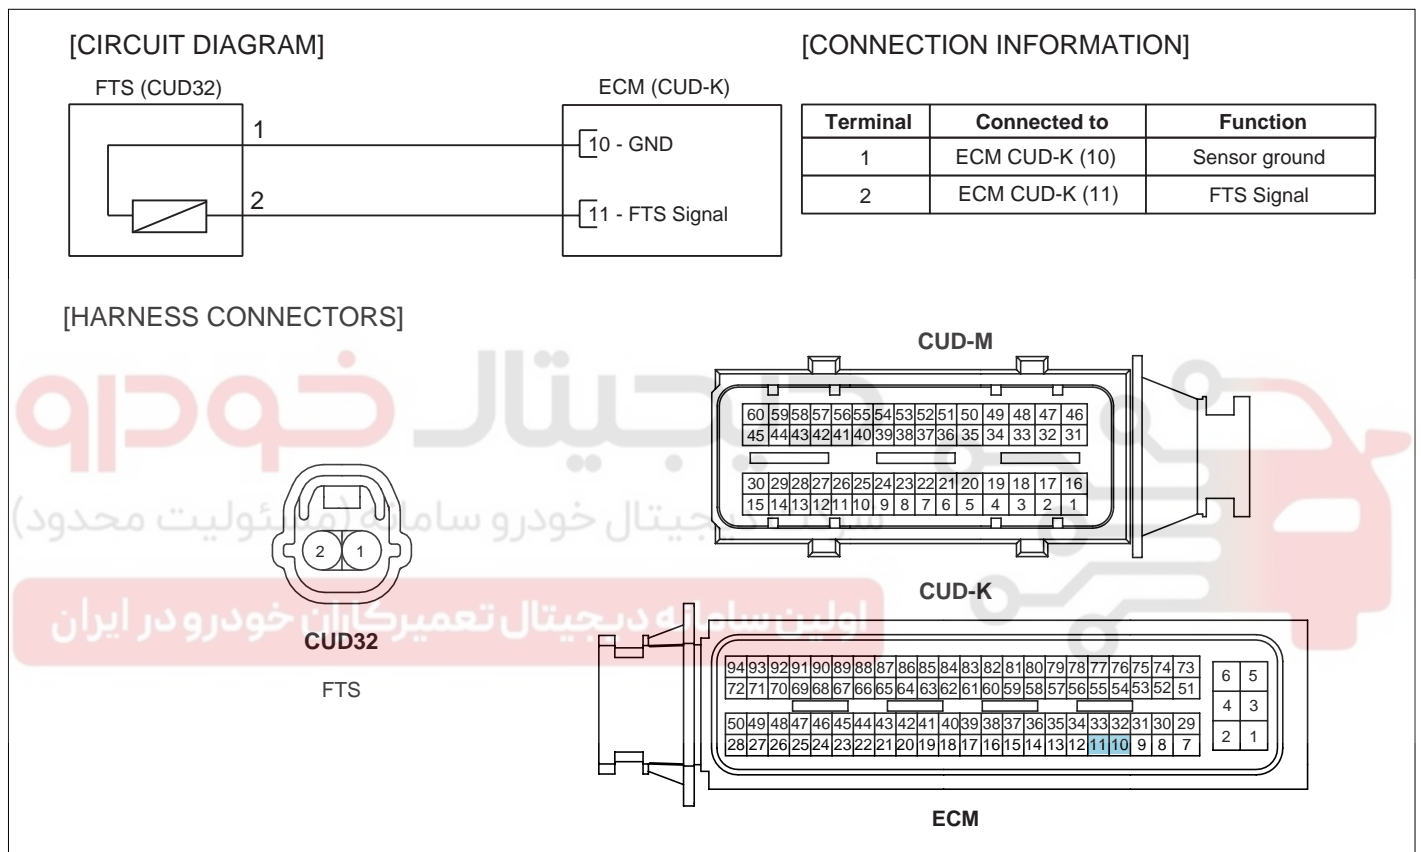 [CIRCUIT DIAGRAM]
FTS (CUD32)
ECM (CUD-K)
1
10 - GND
2
11 - FTS Signal
[CONNECTION INFORMATION]
Terminal Connected to Function
1 ECM CUD-K (10) Sensor ground
2 ECM CUD-K (11) FTS Signal
[HARNESS CONNECTORS]
دیجیتال خودرو
شرکت دیجیتال خودرو سامانه (مسئولیت محدود)
اولین سامانه دیجیتال تعمیرکاران خودرو در ایران
2 1
CUD32
FTS
CUD-M
60 59 58 57 56 55 54 53 52 51 50 49 48 47 46
45 44 43 42 41 40 39 38 37 36 35 34 33 32 31
30 29 28 27 26 25 24 23 22 21 20 19 18 17 16
15 14 13 12 11 10 9 8 7 6 5 4 3 2 1
CUD-K
94 93 92 91 90 89 88 87 86 85 84 83 82 81 80 79 78 77 76 75 74 73
72 71 70 69 68 67 66 65 64 63 62 61 60 59 58 57 56 55 54 53 52 51
50 49 48 47 46 45 44 43 42 41 40 39 38 37 36 35 34 33 32 31 30 29
28 27 26 25 24 23 22 21 20 19 18 17 16 15 14 13 12 11 10 9 8 7
6 5
4 3
2 1
ECM